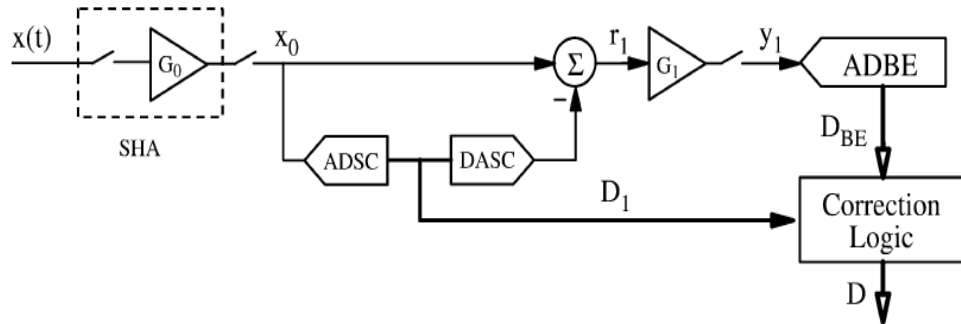 x(t)
G0
SHA
x0
Σ
−
r1
G1
y1
ADBE
ADSC
DASC
D1
DBE
Correction
Logic
D